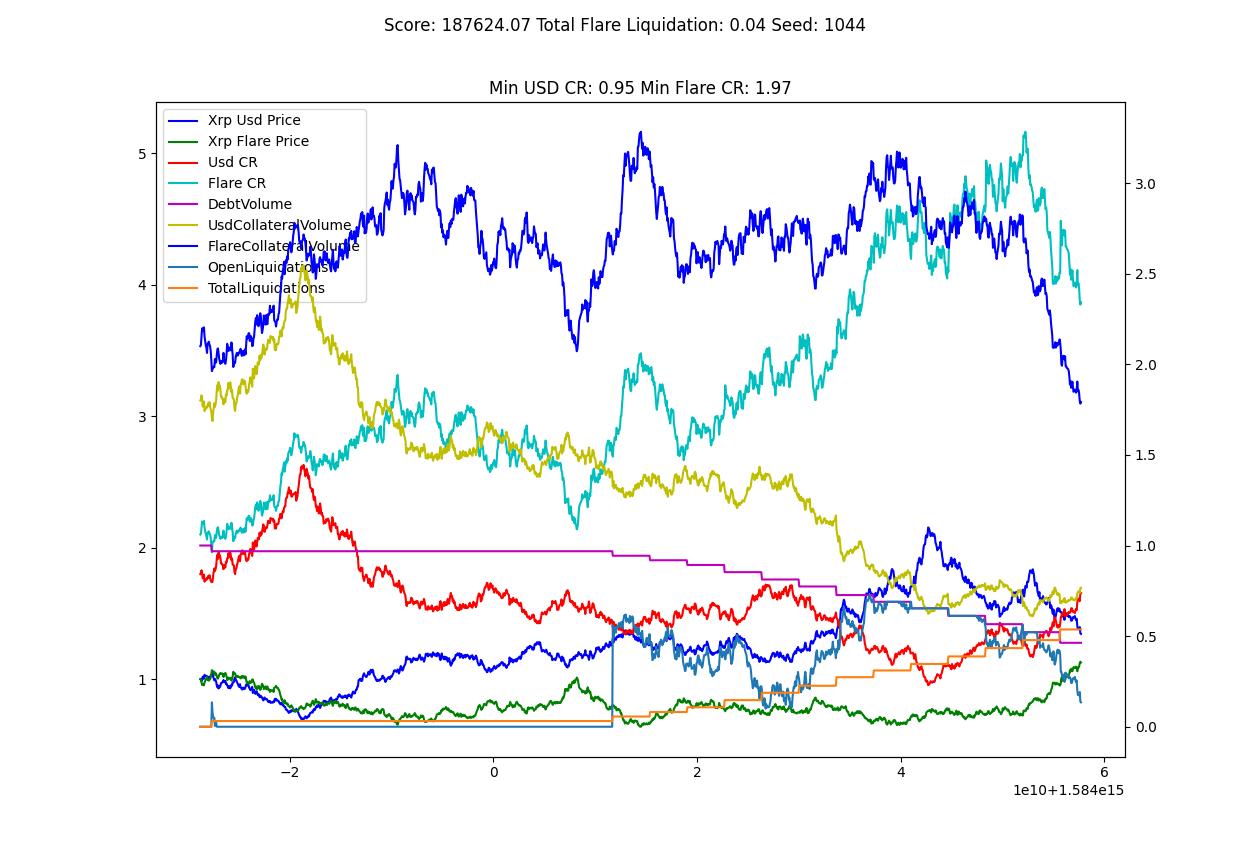 Score: 187624.07 Total Flare Liquidation: 0.04 Seed: 1044
Min USD CR: 0.95 Min Flare CR: 1.97
Xrp Usd Price
Xrp Flare Price
Usd CR
Flare CR
DebtVolume
UsdCollateralVolume
FlareCollateralVolume
OpenLiquidations
TotalLiquidations
5
4
3
2
1
3.0
2.5
2.0
1.5
1.0
0.5
0.0
−2 0 2 4 6
1e10+1.584e15